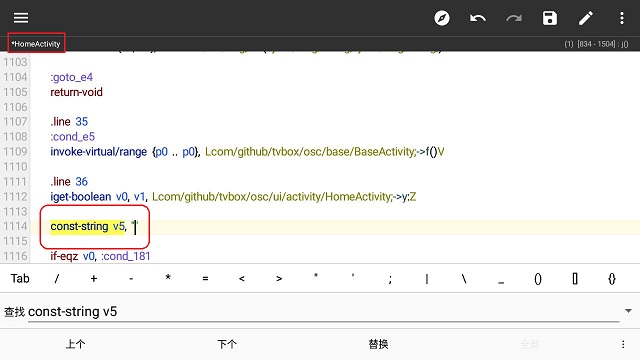 *HomeActivity
(1) [834 - 1504] : j()
1103
1104 :goto_e4
1105 return-void
1106
1107 .line 35
1108 :cond_e5
1109 invoke-virtual/range {p0 .. p0}, Lcom/github/tvbox/osc/base/BaseActivity;->f()V
1110
1111 .line 36
1112 iget-boolean v0, v1, Lcom/github/tvbox/osc/ui/activity/HomeActivity;->y:Z
1113
1114 const-string v5, ""
1115
1116 if-eqz v0, :cond_181
Tab / + - * = < > " ' ; | \ _ () [] {}
查找 const-string v5
上个 下个 替换 全部